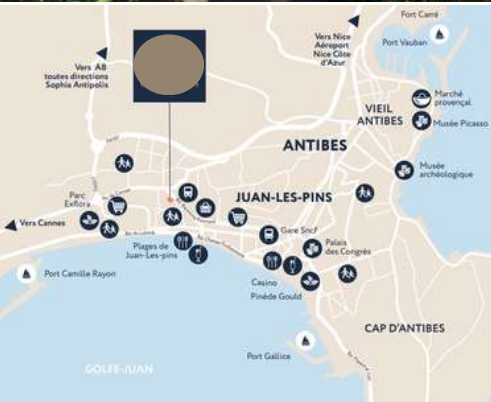 Fort Carré
Port Vauban
Vers Nice
Aéroport
Nice Côte
d'Azur
Vers A8
toutes directions
Sophia Antipolis
Marché
provençal
VIEIL
ANTIBES
Musée Picasso
ANTIBES
Musée
archéologique
JUAN-LES-PINS
Parc
Exflora
Vers Cannes
Gare Sncf
Plages de
Juan-Les-pins
Palais
des Congrès
Port Camille Rayon
Casino
Pinède Gould
CAP D'ANTIBES
Port Gallice
GOLFE-JUAN